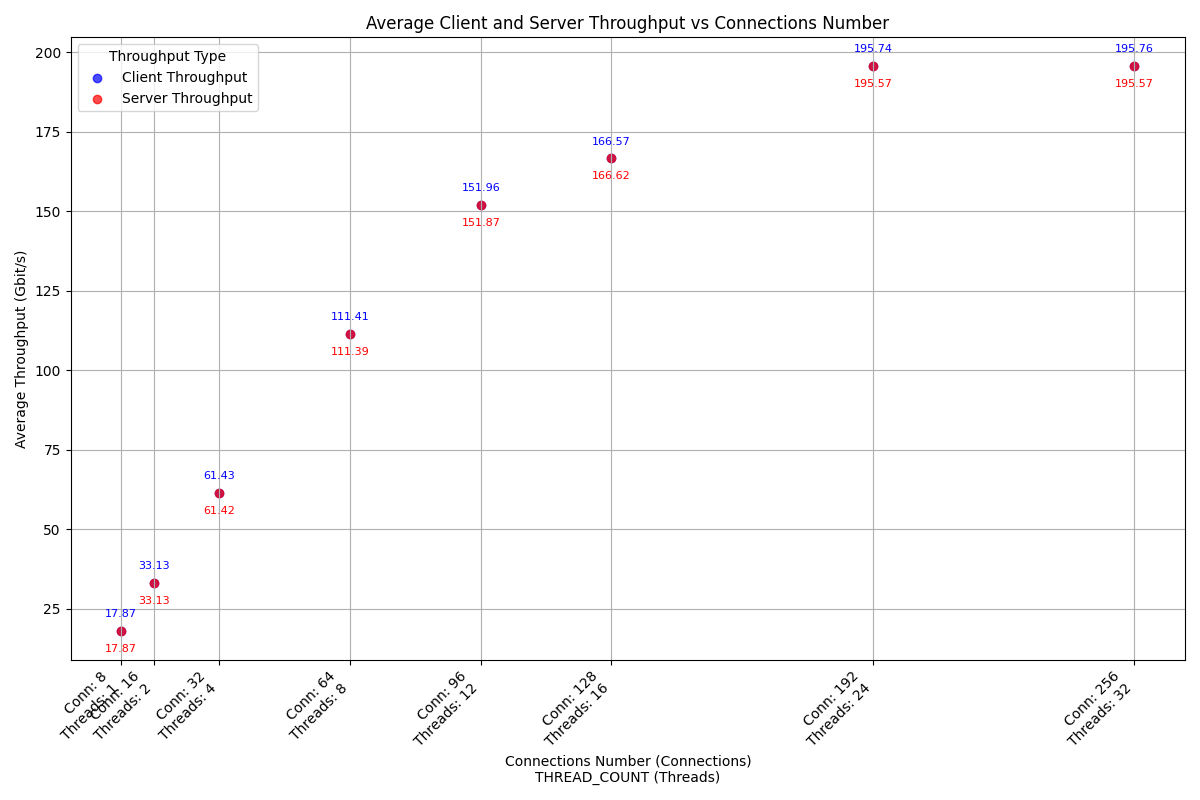 Average Client and Server Throughput vs Connections Number
Throughput Type
Client Throughput
Server Throughput
Average Throughput (Gbit/s)
200
175
150
125
100
75
50
25
17.87
17.87
33.13
33.13
61.43
61.42
111.41
111.39
151.96
151.87
166.57
166.62
195.74
195.57
195.76
195.57
Conn: 8
Threads: 1
Conn: 16
Threads: 2
Conn: 32
Threads: 4
Conn: 64
Threads: 8
Conn: 96
Threads: 12
Conn: 128
Threads: 16
Conn: 192
Threads: 24
Conn: 256
Threads: 32
Connections Number (Connections)
THREAD_COUNT (Threads)